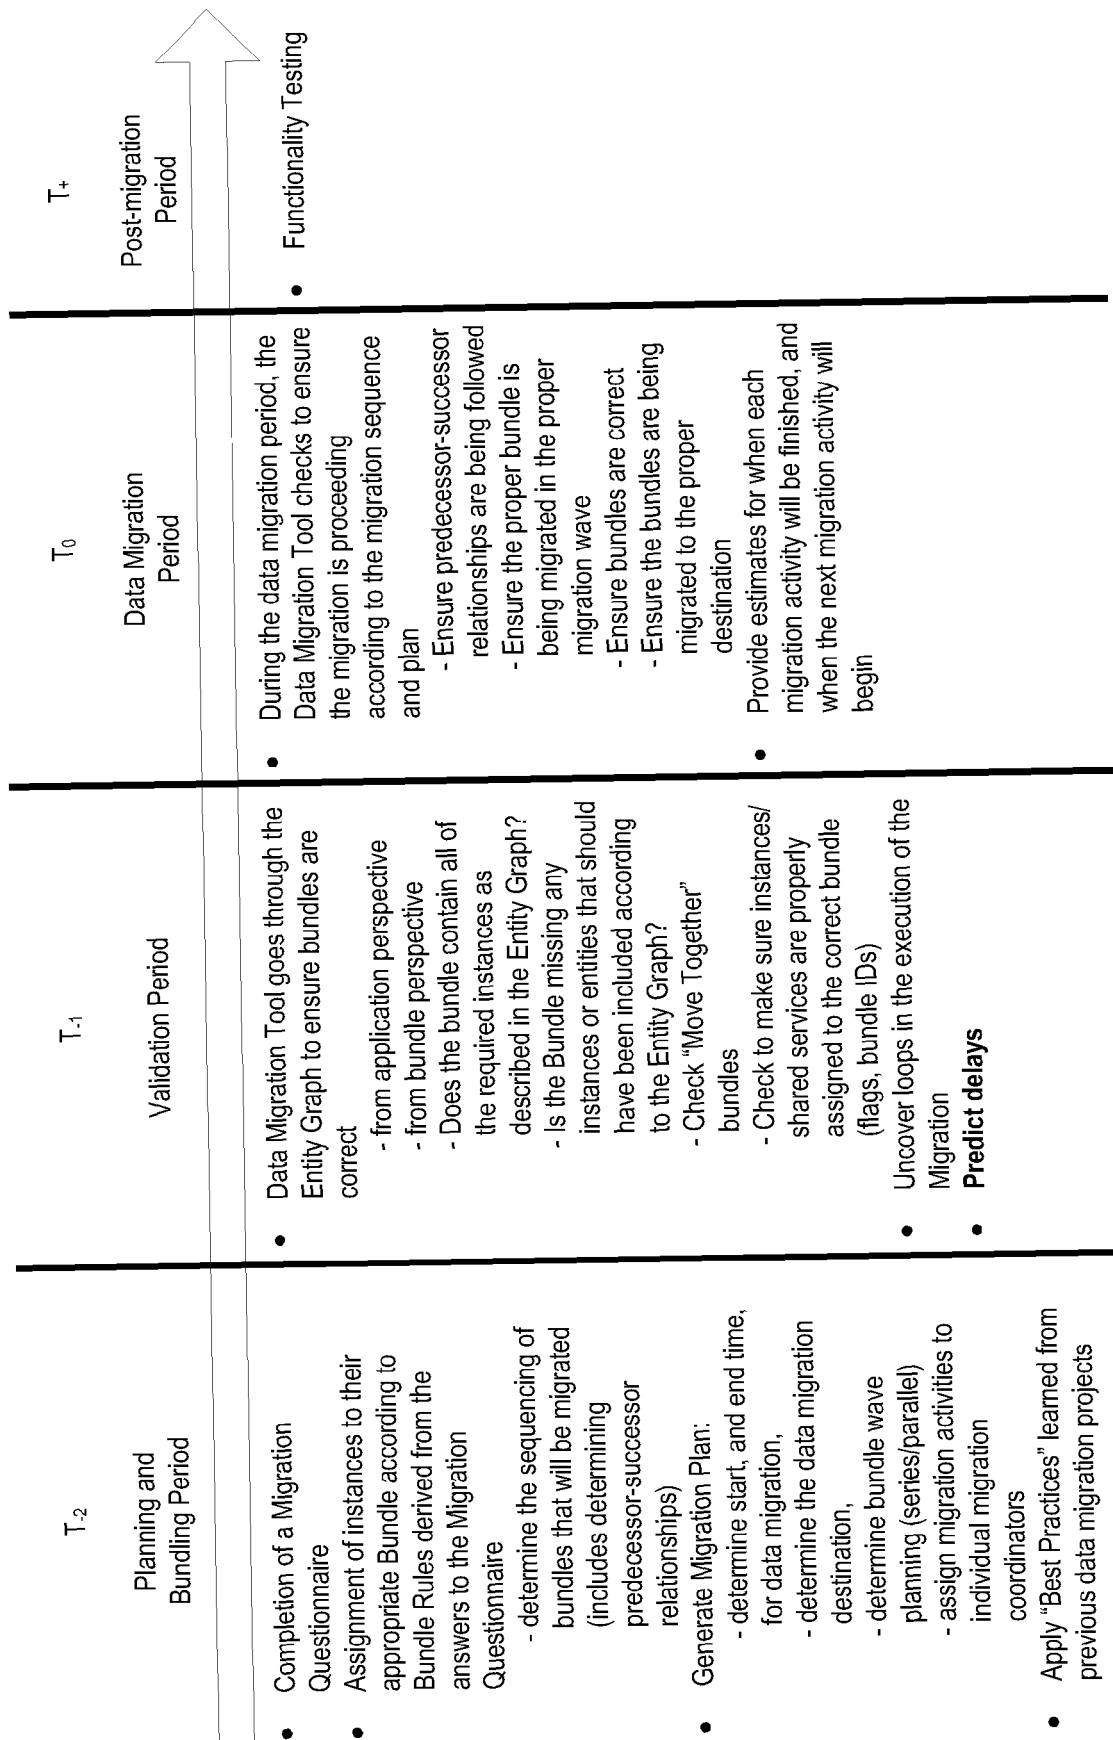 T-2
Planning and
Bundling Period
• Completion of a Migration
Questionnaire
• Assignment of instances to their
appropriate Bundle according to
Bundle Rules derived from the
answers to the Migration
Questionnaire
- determine the sequencing of
bundles that will be migrated
(includes determining
predecessor-successor
relationships)
• Generate Migration Plan:
- determine start, and end time,
for data migration,
- determine the data migration
destination,
- determine bundle wave
planning (series/parallel)
- assign migration activities to
individual migration
coordinators
• Apply “Best Practices” learned from
previous data migration projects
T-1
Validation Period
• Data Migration Tool goes through the
Entity Graph to ensure bundles are
correct
- from application perspective
- from bundle perspective
- Does the bundle contain all of
the required instances as
described in the Entity Graph?
- Is the Bundle missing any
instances or entities that should
have been included according
to the Entity Graph?
- Check “Move Together”
bundles
- Check to make sure instances/
shared services are properly
assigned to the correct bundle
(flags, bundle IDs)
• Uncover loops in the execution of the
Migration
• Predict delays
T0
Data Migration
Period
• During the data migration period, the
Data Migration Tool checks to ensure
the migration is proceeding
according to the migration sequence
and plan
- Ensure predecessor-successor
relationships are being followed
- Ensure the proper bundle is
being migrated in the proper
migration wave
- Ensure bundles are correct
- Ensure the bundles are being
migrated to the proper
destination
• Provide estimates for when each
migration activity will be finished, and
when the next migration activity will
begin
T+
Post-migration
Period
• Functionality Testing